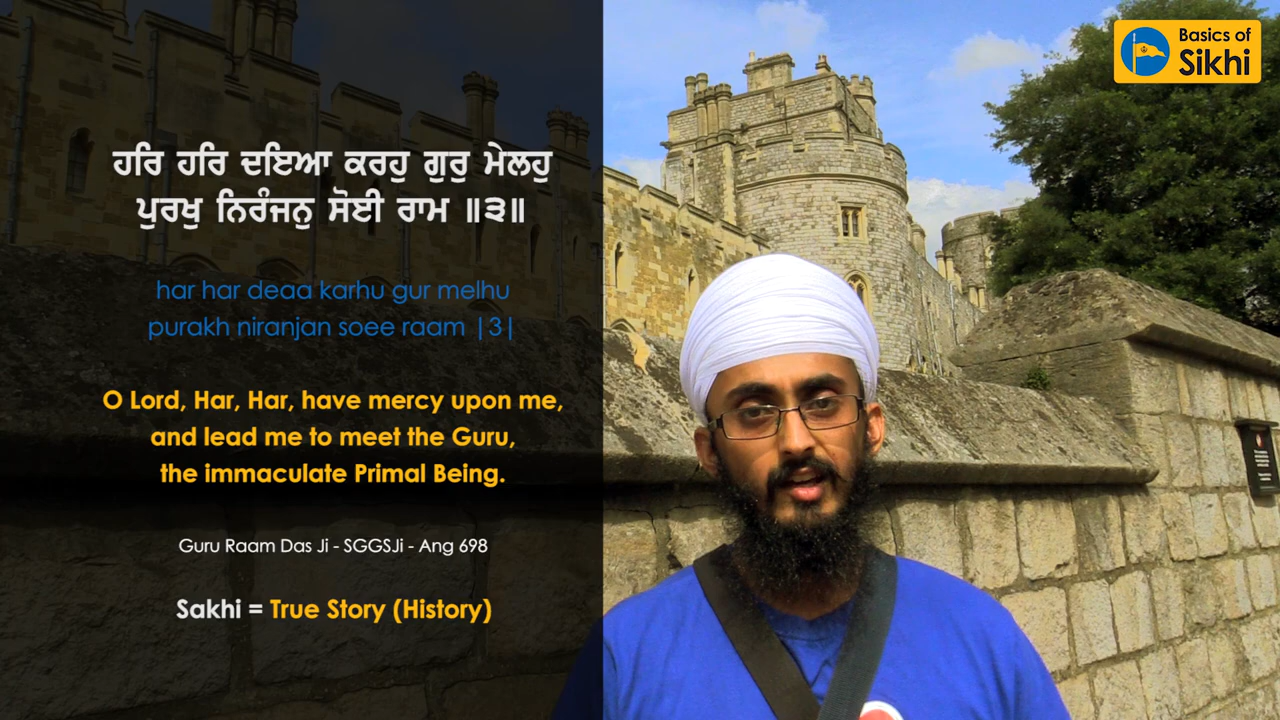 ਹਰਿ ਹਰਿ ਦਇਆ ਕਰਹੁ ਗੁਰੁ ਮੇਲਹੁ
ਪੁਰਖੁ ਨਿਰੰਜਨੁ ਸੋਈ ਰਾਮ ॥੩॥
har har deaa karhu gur melhu
purakh niranjan soee raam |3|
O Lord, Har, Har, have mercy upon me,
and lead me to meet the Guru,
the immaculate Primal Being.
Guru Raam Das Ji - SGGSJi - Ang 698
Sakhi = True Story (History)
Basics of
Sikhi